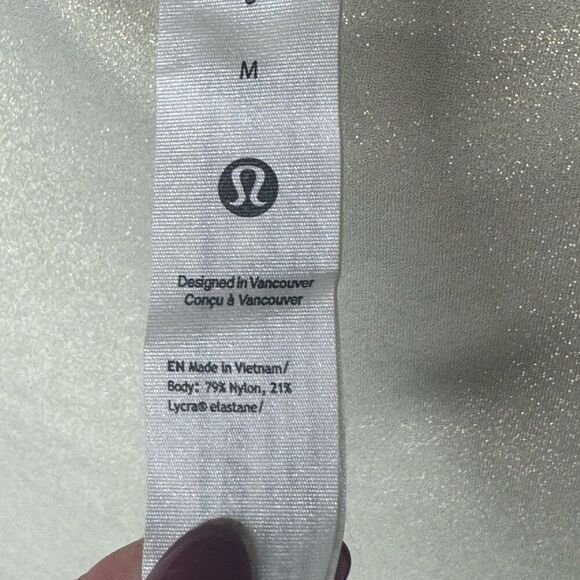 M
Designed in Vancouver
Conçu à Vancouver
EN Made in Vietnam/
Body: 79% Nylon, 21%
Lycra® elastane/